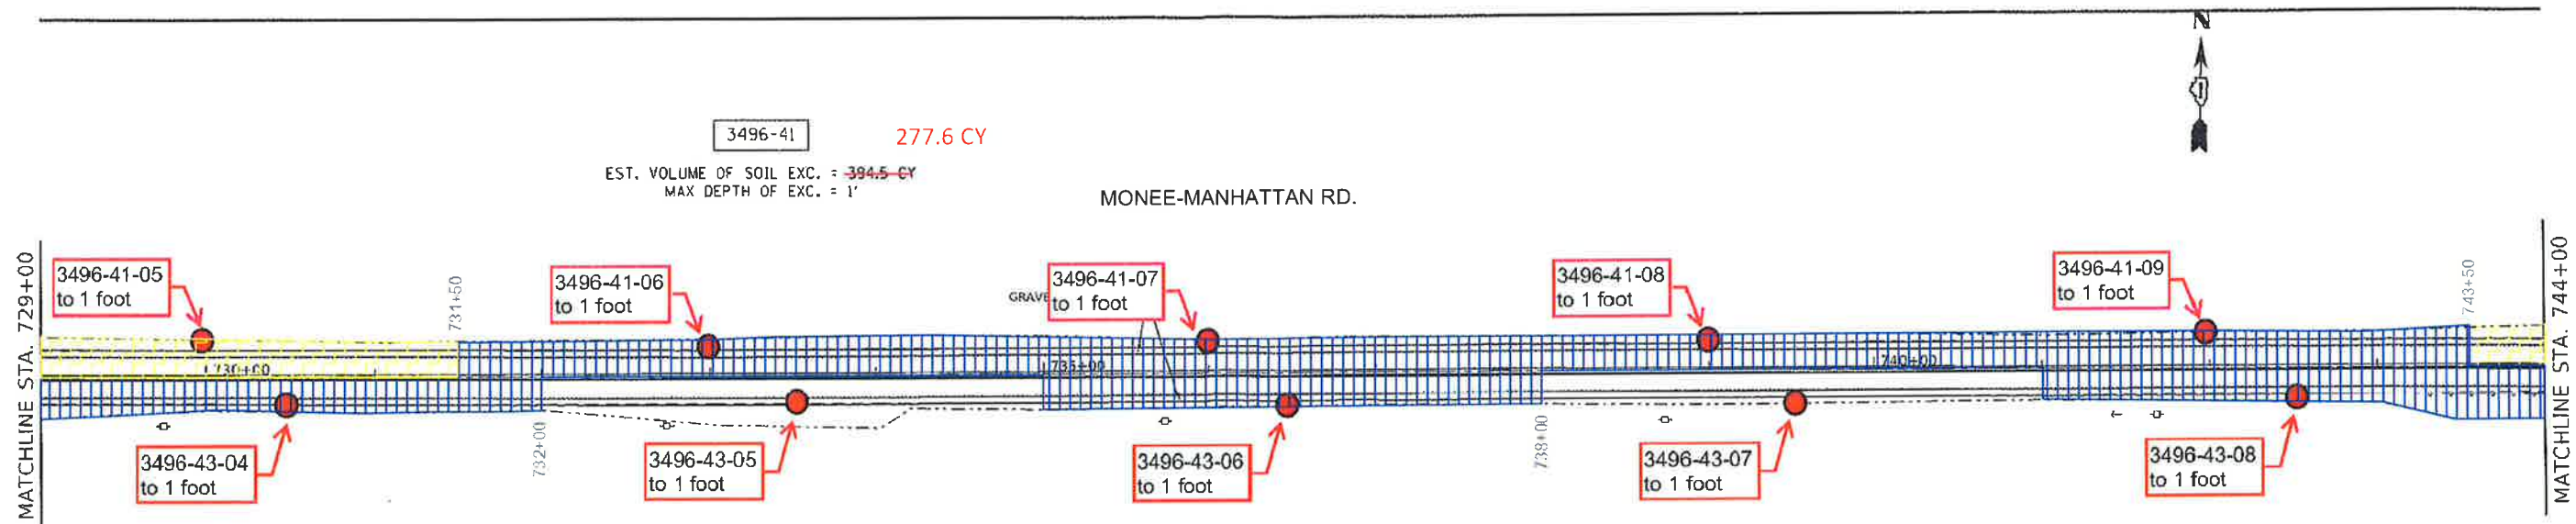 N
3496-41
277.6 CY
EST. VOLUME OF SOIL EXC. = 394.5 CY
MAX DEPTH OF EXC. = 1'
MONEE-MANHATTAN RD.
MATCHLINE STA. 729+00
3496-41-05
to 1 foot
731+50
3496-41-06
to 1 foot
GRAVE
3496-41-07
to 1 foot
3496-41-08
to 1 foot
3496-41-09
to 1 foot
743+50
MATCHLINE STA. 744+00
730+00
735+00
740+00
3496-43-04
to 1 foot
732+00
3496-43-05
to 1 foot
3496-43-06
to 1 foot
738+00
3496-43-07
to 1 foot
3496-43-08
to 1 foot